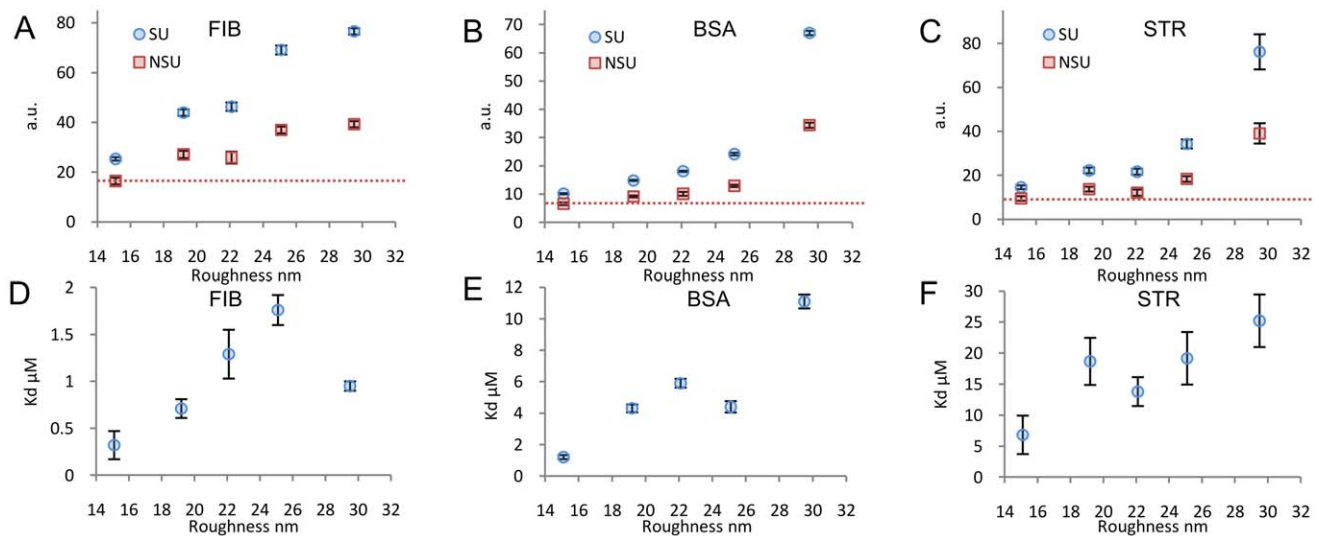 A
FIB
SU
NSU
a.u.
80
60
40
20
0
14 16 18 20 22 24 26 28 30 32
Roughness nm
B
BSA
SU
NSU
a.u.
70
60
50
40
30
20
10
0
14 16 18 20 22 24 26 28 30 32
Roughness nm
C
STR
SU
NSU
a.u.
80
60
40
20
0
14 16 18 20 22 24 26 28 30 32
Roughness nm
D
FIB
Kd µM
2
1.5
1
0.5
0
14 16 18 20 22 24 26 28 30 32
Roughness nm
E
BSA
Kd µM
12
10
8
6
4
2
0
14 16 18 20 22 24 26 28 30 32
Roughness nm
F
STR
Kd µM
30
25
20
15
10
5
0
14 16 18 20 22 24 26 28 30 32
Roughness nm